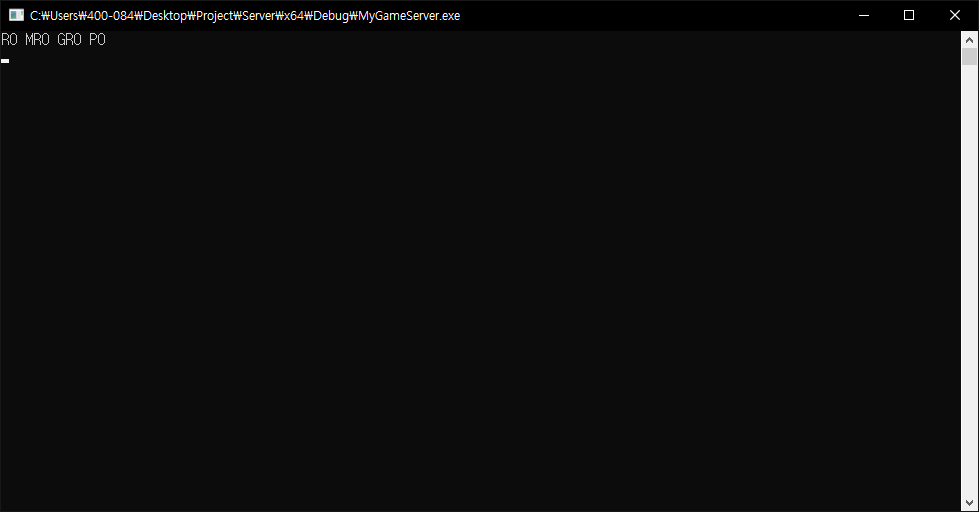 C:₩Users₩400-084₩Desktop₩Project₩Server₩x64₩Debug₩MyGameServer.exe
RO MRO GRO PO